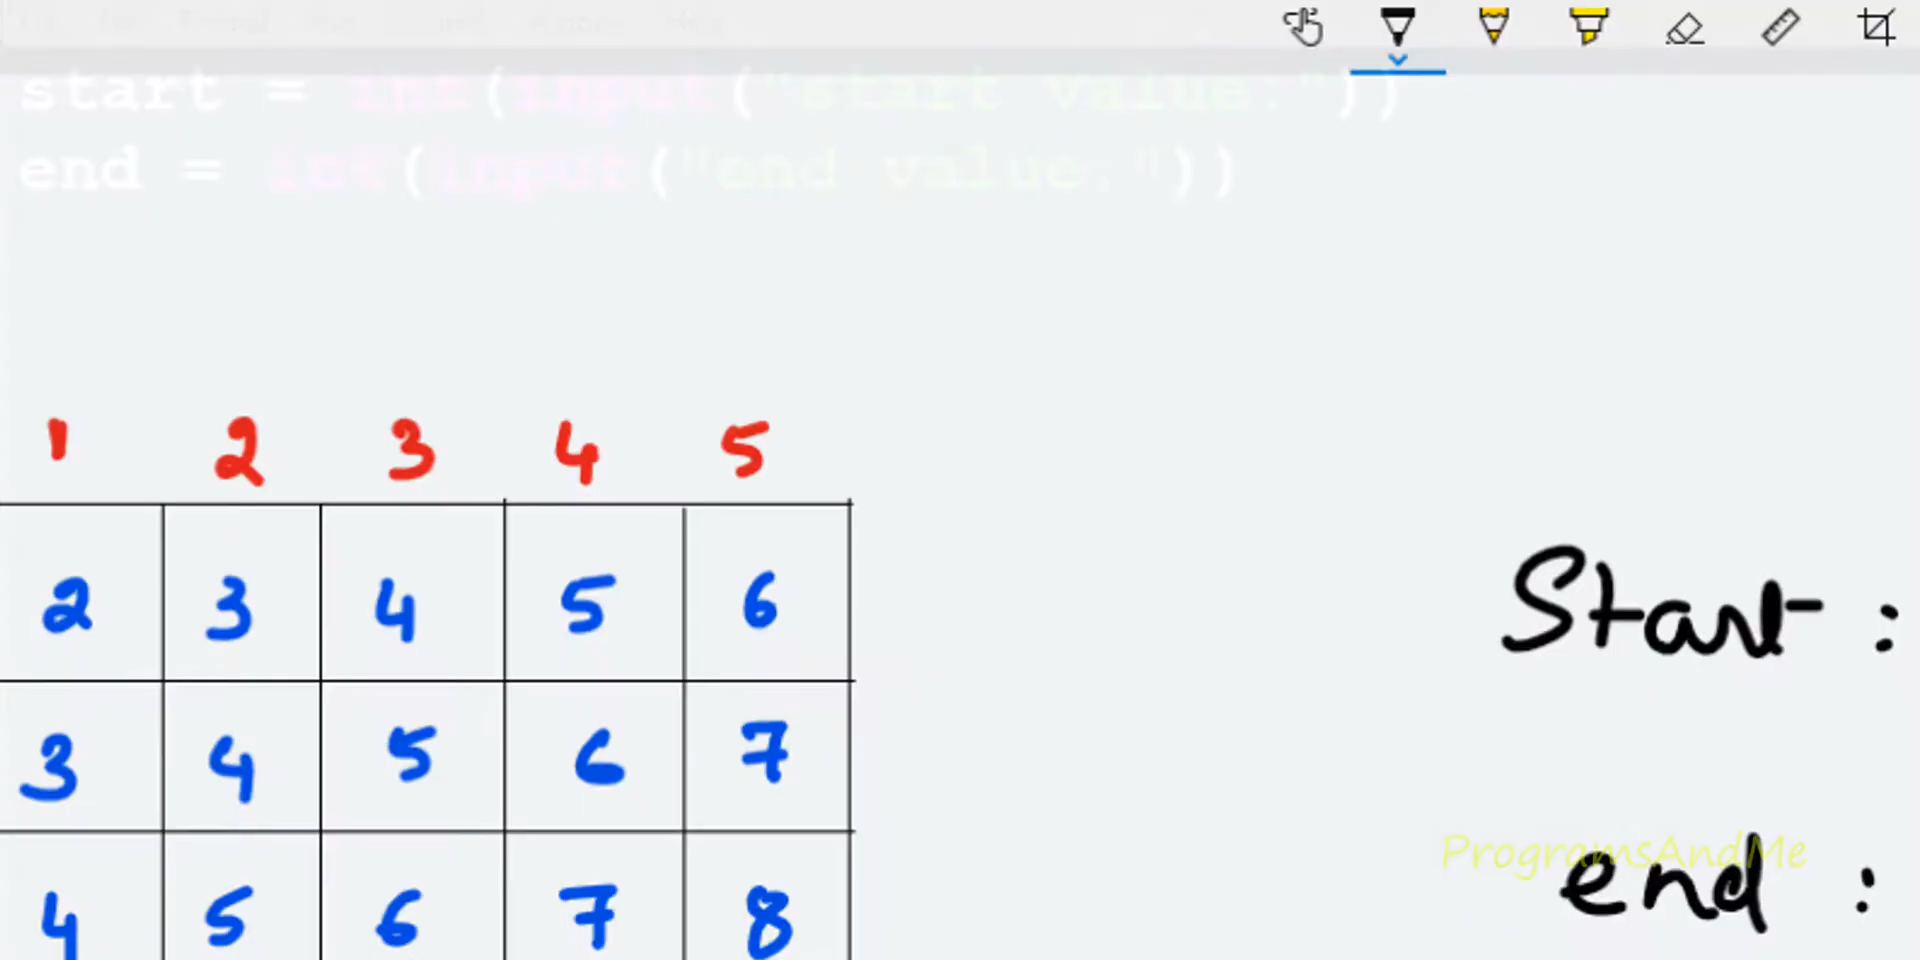 start = int(input("start value:"))
end = int(input("end value:"))
1 2 3 4 5
2 3 4 5 6
Start :
3 4 5 6 7
ProgramsAndMe
end :
4 5 6 7 8